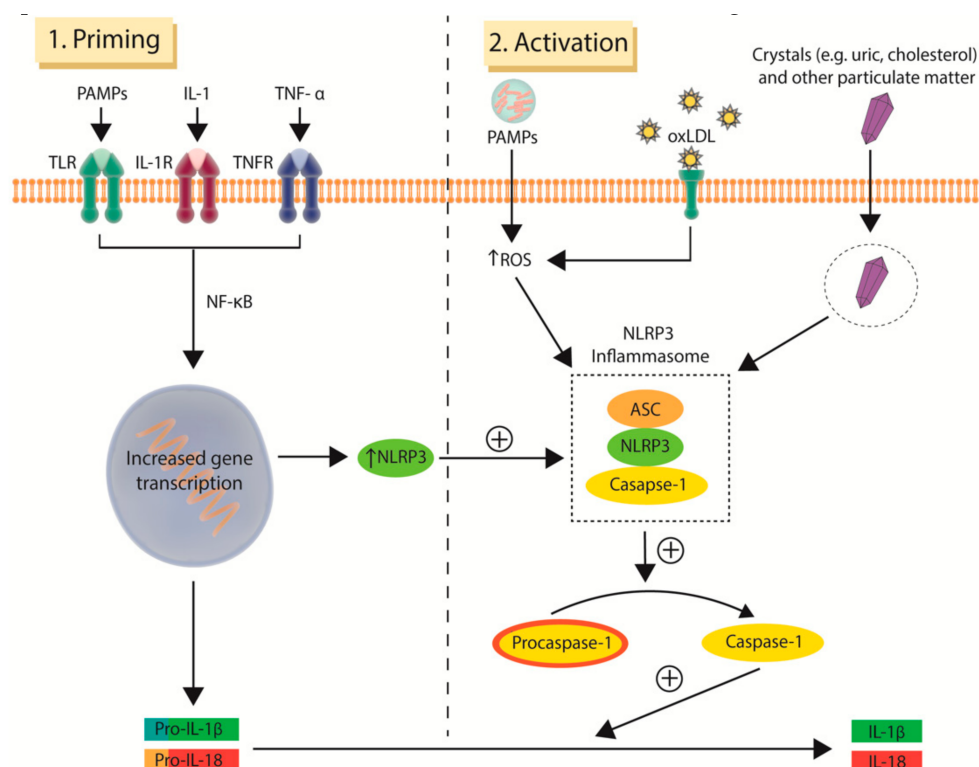 1. Priming
2. Activation
Crystals (e.g. uric, cholesterol)
and other particulate matter
PAMPs
IL-1
TNF- α
PAMPs
oxLDL
TLR
IL-1R
TNFR
↑ROS
NF-κB
NLRP3
Inflammasome
ASC
NLRP3
Casapse-1
Increased gene
transcription
↑NLRP3
+
+
Procaspase-1
Caspase-1
+
Pro-IL-1β
Pro-IL-18
IL-1β
IL-18